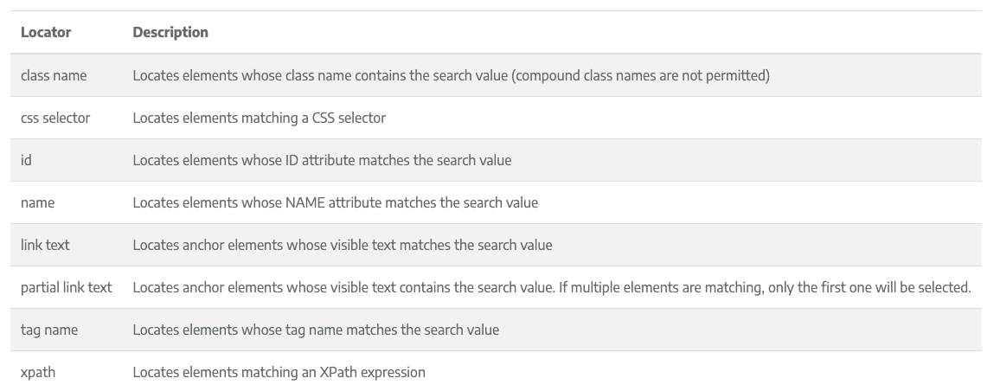 Locator Description
class name Locates elements whose class name contains the search value (compound class names are not permitted)
css selector Locates elements matching a CSS selector
id Locates elements whose ID attribute matches the search value
name Locates elements whose NAME attribute matches the search value
link text Locates anchor elements whose visible text matches the search value
partial link text Locates anchor elements whose visible text contains the search value. If multiple elements are matching, only the first one will be selected.
tag name Locates elements whose tag name matches the search value
xpath Locates elements matching an XPath expression